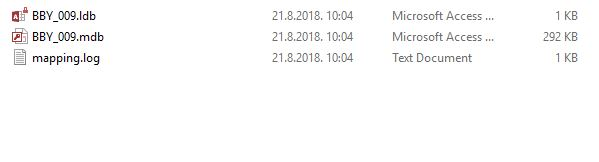 BBY_009.ldb 21.8.2018. 10:04 Microsoft Access ... 1 KB
BBY_009.mdb 21.8.2018. 10:04 Microsoft Access ... 292 KB
mapping.log 21.8.2018. 10:04 Text Document 1 KB